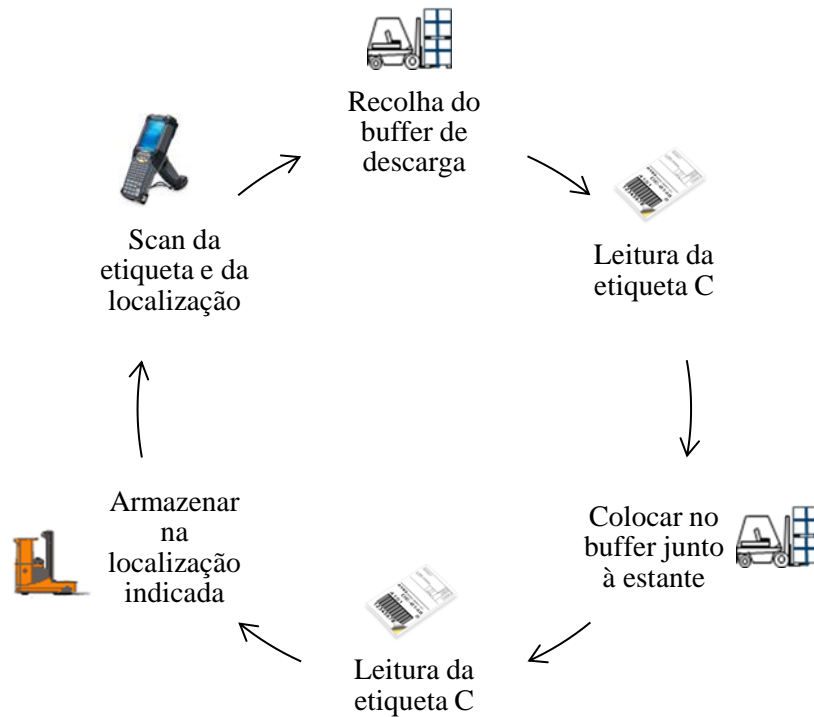 Recolha do
buffer de
descarga
Leitura da
etiqueta C
Colocar no
buffer junto
à estante
Leitura da
etiqueta C
Armazenar
na
localização
indicada
Scan da
etiqueta e da
localização